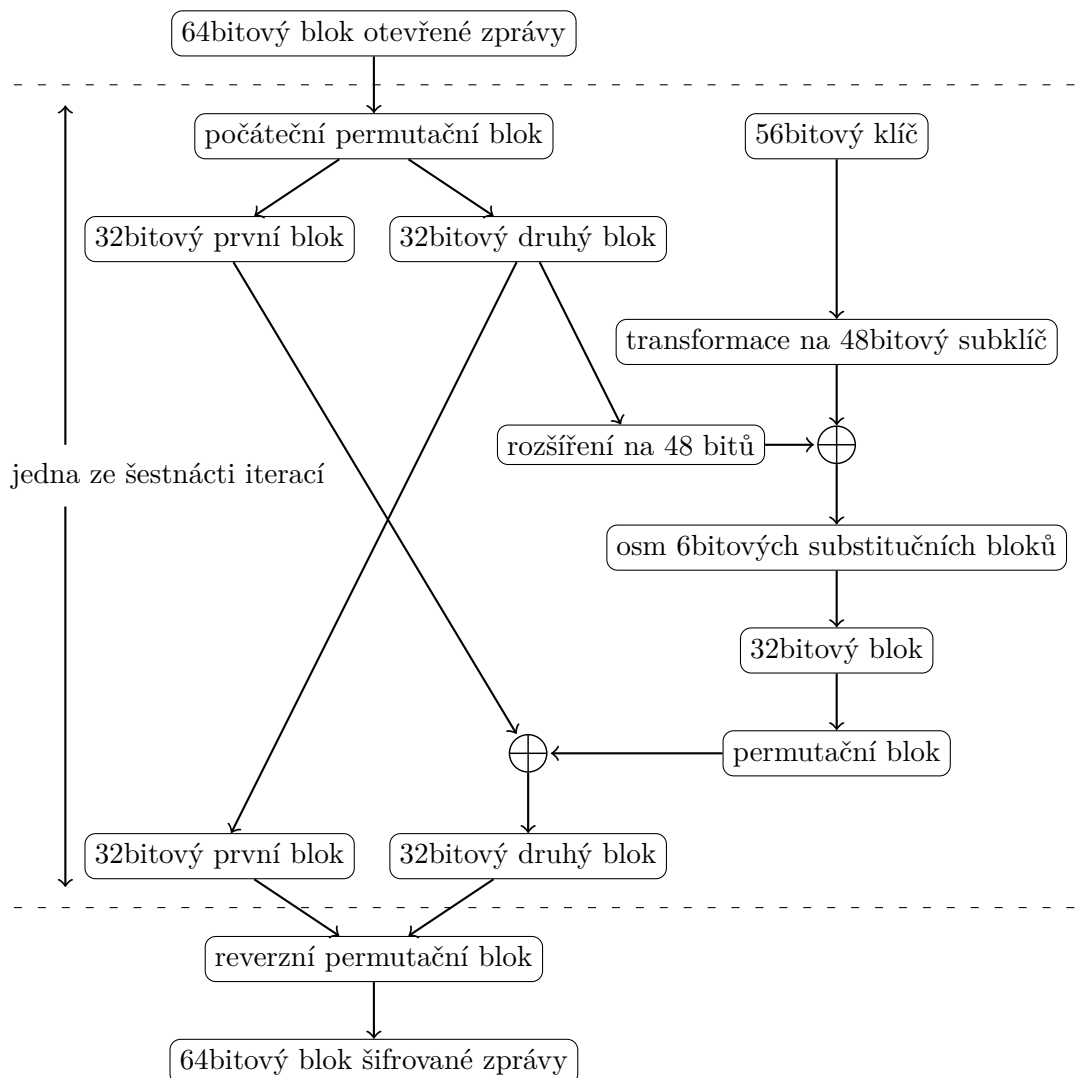 64bitový blok otevřené zprávy
počáteční permutační blok
56bitový klíč
32bitový první blok
32bitový druhý blok
transformace na 48bitový subklíč
rozšíření na 48 bitů
jedna ze šestnácti iterací
osm 6bitových substitučních bloků
32bitový blok
permutační blok
32bitový první blok
32bitový druhý blok
reverzní permutační blok
64bitový blok šifrované zprávy